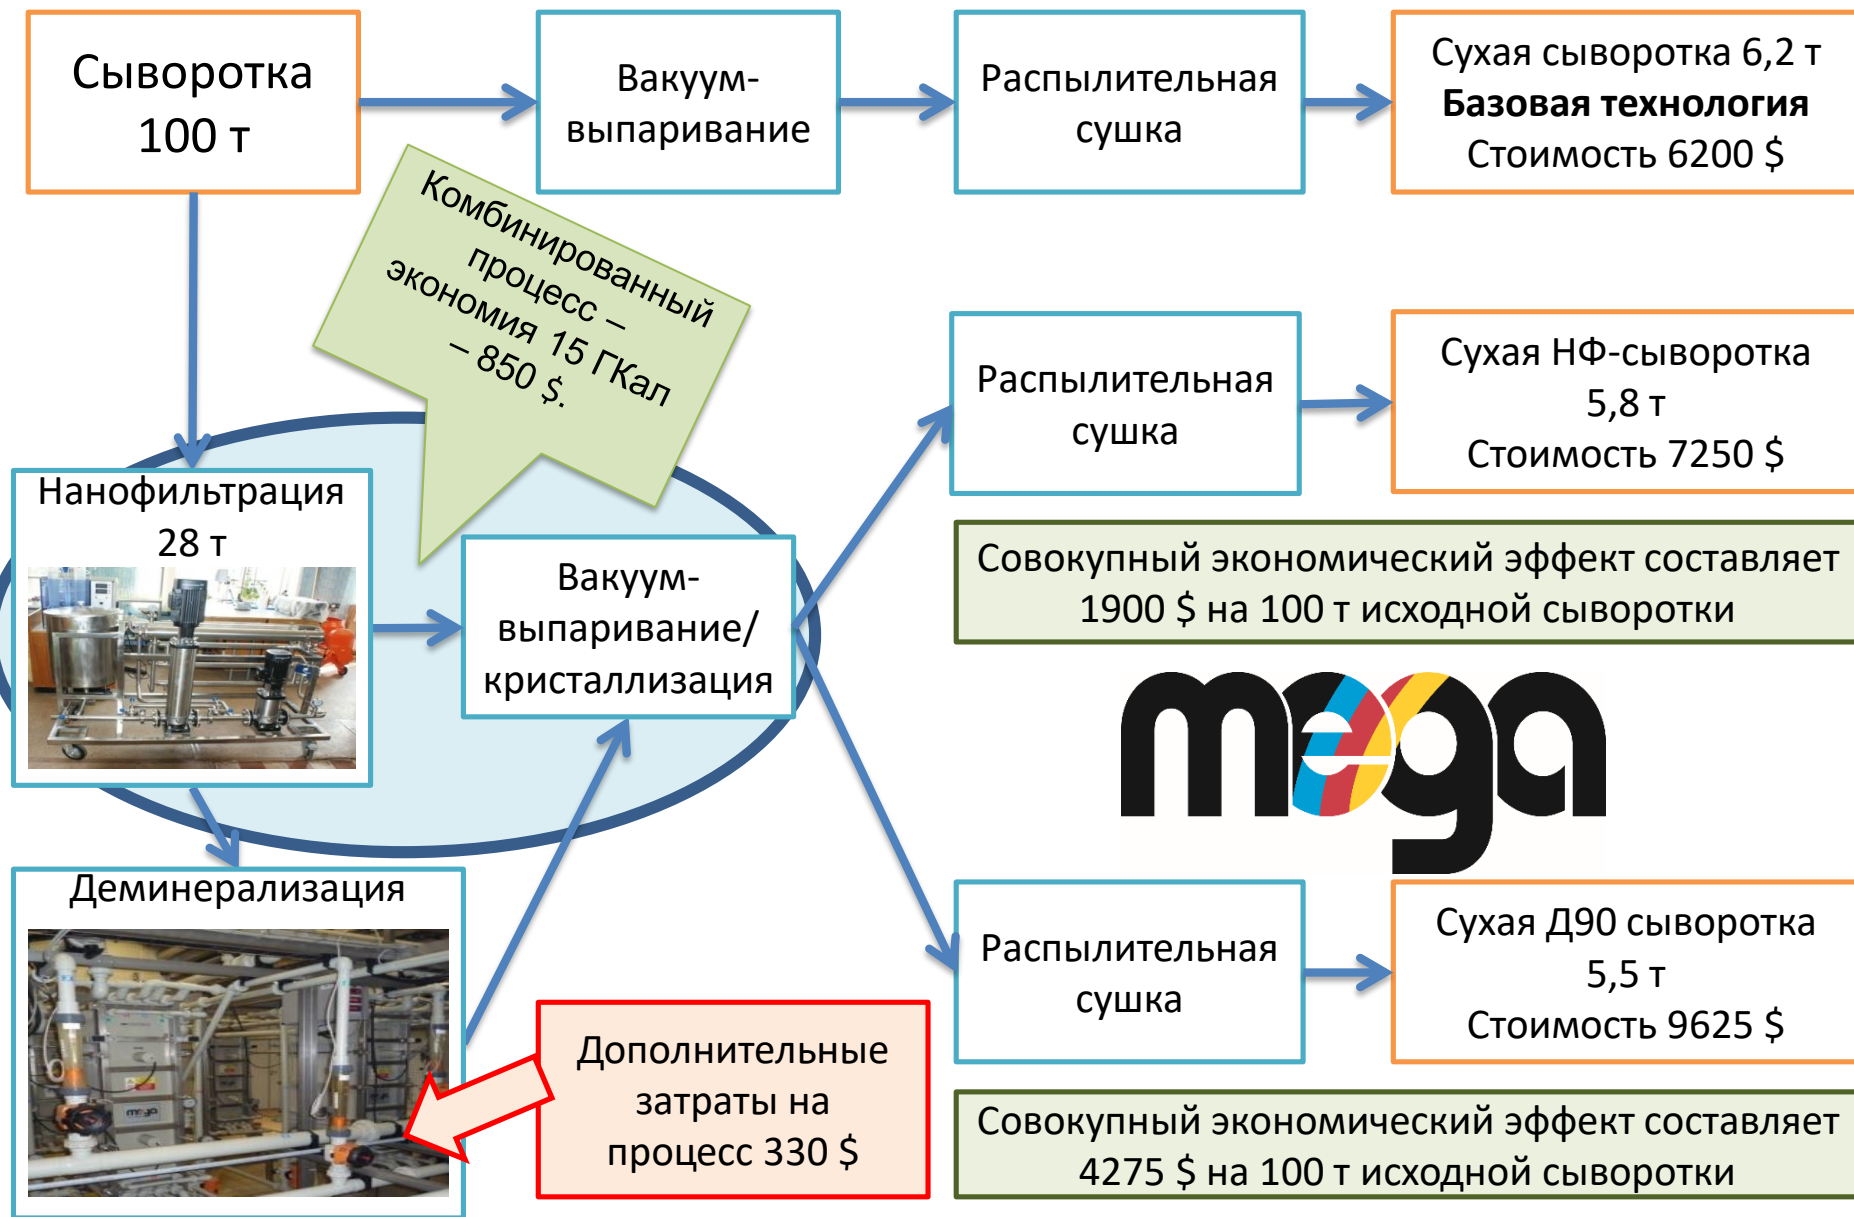 Сыворотка
100 т
Вакуум-
выпаривание
Распылительная
сушка
Сухая сыворотка 6,2 т
Базовая технология
Стоимость 6200 $
Комбинированный
процесс –
экономия 15 ГКал
– 850 $.
Нанофильтрация
28 т
Вакуум-
выпаривание/
кристаллизация
Распылительная
сушка
Сухая НФ-сыворотка
5,8 т
Стоимость 7250 $
Совокупный экономический эффект составляет
1900 $ на 100 т исходной сыворотки
mega
Деминерализация
mega
Дополнительные
затраты на
процесс 330 $
Распылительная
сушка
Сухая Д90 сыворотка
5,5 т
Стоимость 9625 $
Совокупный экономический эффект составляет
4275 $ на 100 т исходной сыворотки